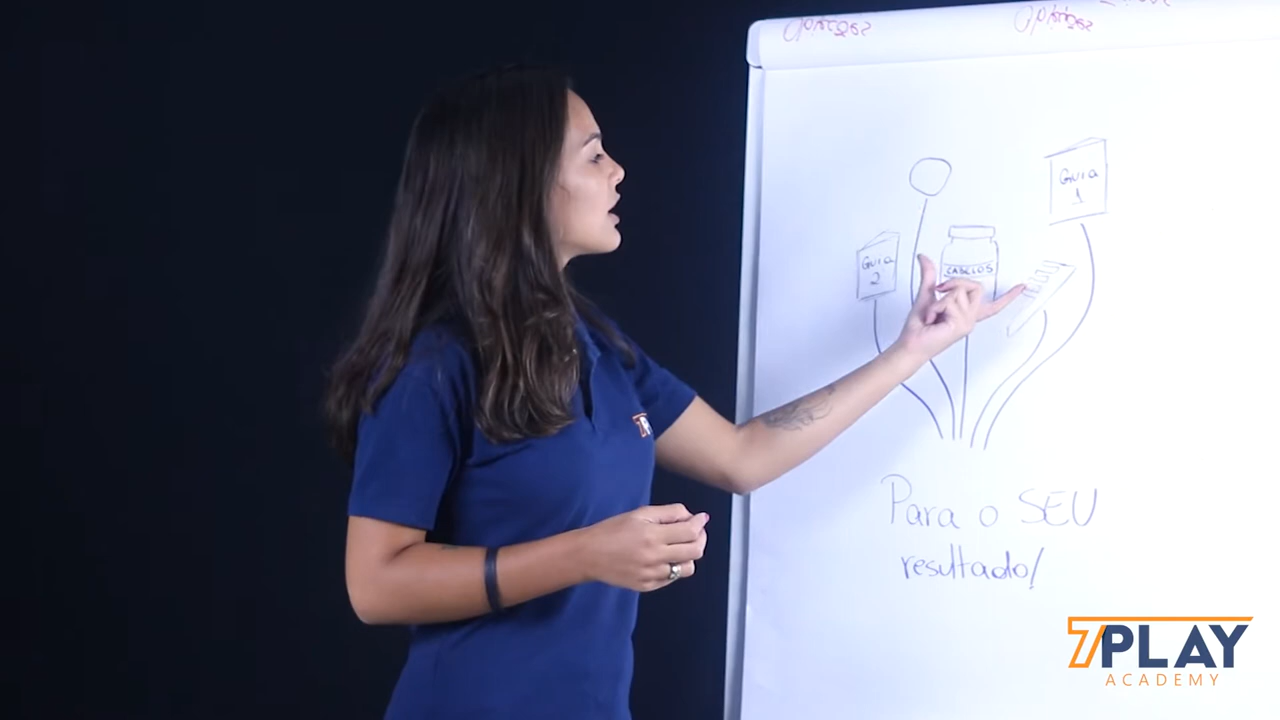 Guia
1
Guia
2
CABELOS
Para o SEU
resultado!
7PLAY
ACADEMY